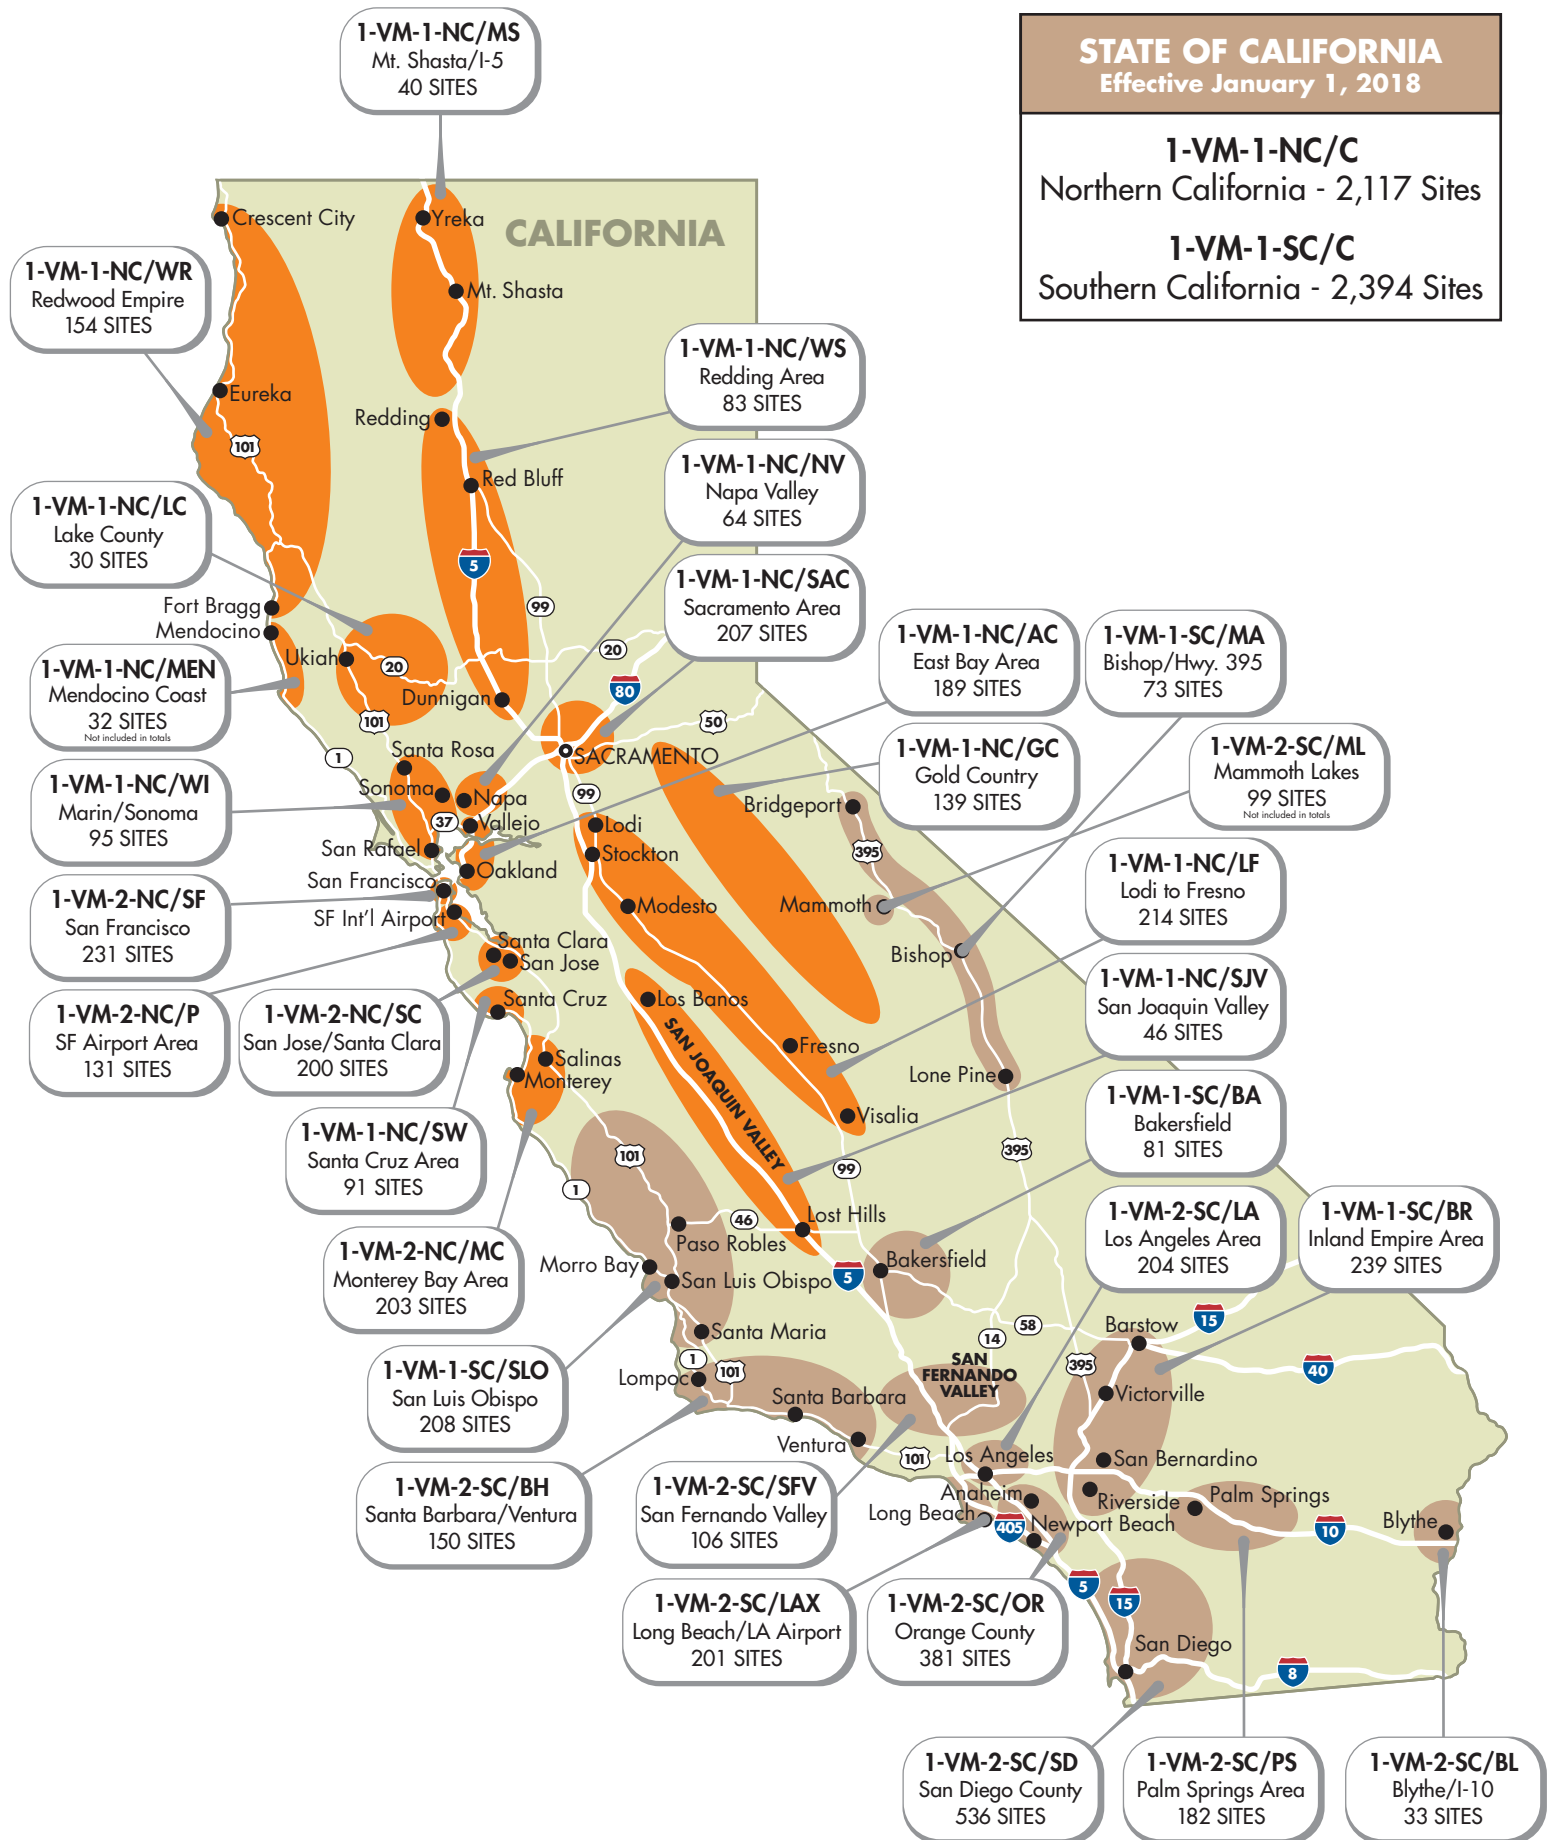 1-VM-1-NC/MS
Mt. Shasta/I-5
40 SITES
STATE OF CALIFORNIA
Effective January 1, 2018
1-VM-1-NC/C
Northern California - 2,117 Sites
1-VM-1-SC/C
Southern California - 2,394 Sites
CALIFORNIA
Crescent City
Yreka
1-VM-1-NC/WR
Redwood Empire
154 SITES
Mt. Shasta
1-VM-1-NC/WS
Redding Area
83 SITES
Eureka
Redding
101
1-VM-1-NC/NV
Napa Valley
64 SITES
Red Bluff
1-VM-1-NC/LC
Lake County
30 SITES
5
99
1-VM-1-NC/SAC
Sacramento Area
207 SITES
Fort Bragg
Mendocino
1-VM-1-NC/AC
East Bay Area
189 SITES
1-VM-1-SC/MA
Bishop/Hwy. 395
73 SITES
Ukiah
20
20
1-VM-1-NC/MEN
Mendocino Coast
32 SITES
Not included in totals
Dunnigan
80
101
50
1
Santa Rosa
SACRAMENTO
1-VM-1-NC/GC
Gold Country
139 SITES
1-VM-2-SC/ML
Mammoth Lakes
99 SITES
Not included in totals
1-VM-1-NC/WI
Marin/Sonoma
95 SITES
Sonoma
Napa
99
Bridgeport
37
Vallejo
Lodi
San Rafael
Stockton
395
Oakland
1-VM-1-NC/LF
Lodi to Fresno
214 SITES
San Francisco
1-VM-2-NC/SF
San Francisco
231 SITES
SF Int'l Airport
Modesto
Mammoth
Santa Clara
San Jose
Bishop
1-VM-1-NC/SJV
San Joaquin Valley
46 SITES
Santa Cruz
Los Banos
1-VM-2-NC/P
SF Airport Area
131 SITES
1-VM-2-NC/SC
San Jose/Santa Clara
200 SITES
SAN JOAQUIN VALLEY
Fresno
Salinas
Monterey
Lone Pine
1-VM-1-SC/BA
Bakersfield
81 SITES
Visalia
1-VM-1-NC/SW
Santa Cruz Area
91 SITES
101
99
395
1
1-VM-2-SC/LA
Los Angeles Area
204 SITES
1-VM-1-SC/BR
Inland Empire Area
239 SITES
46
Lost Hills
Paso Robles
1-VM-2-NC/MC
Monterey Bay Area
203 SITES
Morro Bay
San Luis Obispo
5
Bakersfield
Santa Maria
14
58
Barstow
15
1-VM-1-SC/SLO
San Luis Obispo
208 SITES
1
101
Lompoc
SAN
FERNANDO
VALLEY
395
40
Santa Barbara
Victorville
Ventura
101
Los Angeles
San Bernardino
1-VM-2-SC/BH
Santa Barbara/Ventura
150 SITES
1-VM-2-SC/SFV
San Fernando Valley
106 SITES
Anaheim
Riverside
Palm Springs
Long Beach
405
Newport Beach
10
Blythe
1-VM-2-SC/LAX
Long Beach/LA Airport
201 SITES
1-VM-2-SC/OR
Orange County
381 SITES
5
15
San Diego
8
1-VM-2-SC/SD
San Diego County
536 SITES
1-VM-2-SC/PS
Palm Springs Area
182 SITES
1-VM-2-SC/BL
Blythe/I-10
33 SITES